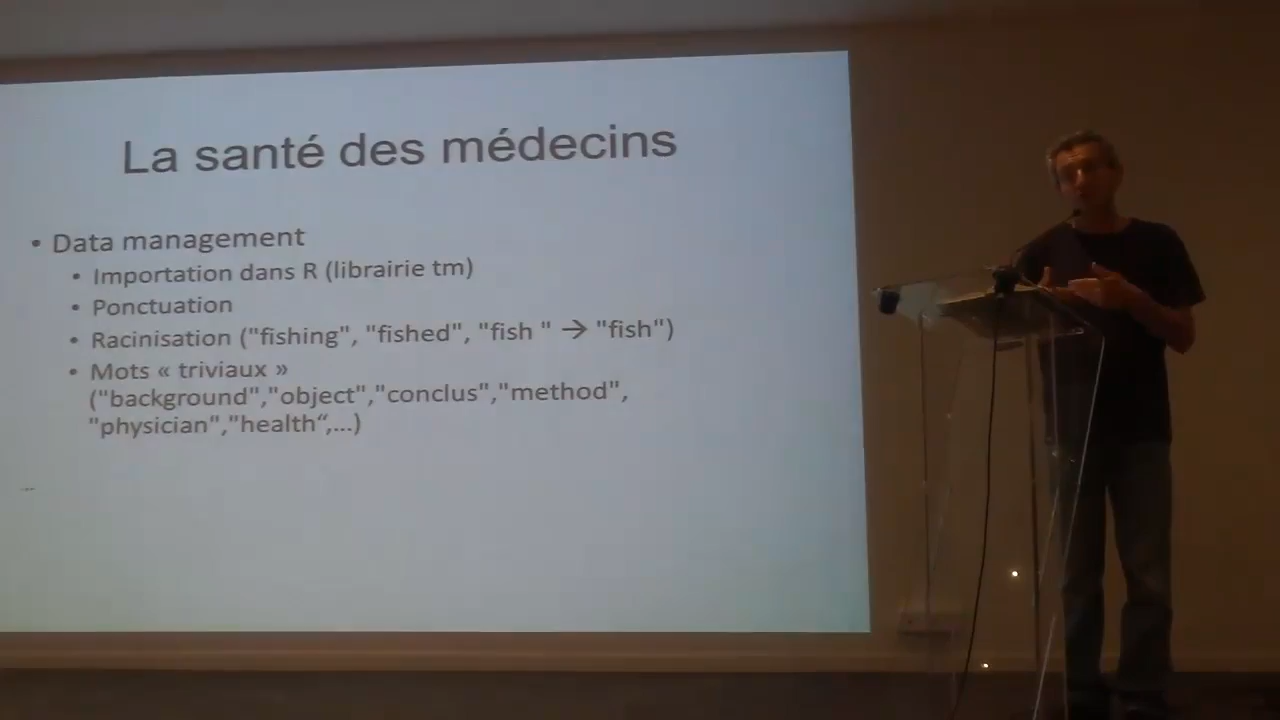 La santé des médecins
• Data management
• Importation dans R (librairie tm)
• Ponctuation
• Racinisation ("fishing", "fished", "fish " → "fish")
• Mots « triviaux »
("background","object","conclus","method",
"physician","health“,...)